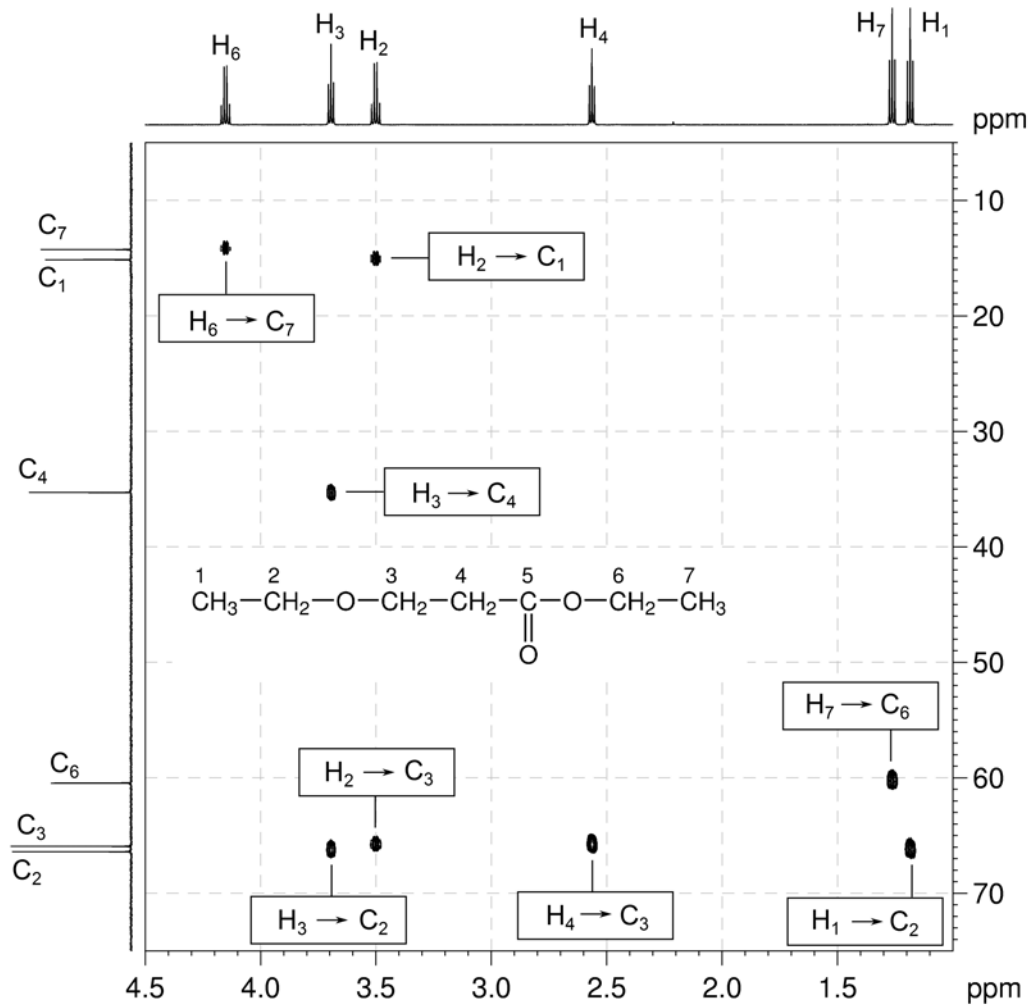 H₆ H₃ H₂ H₄ H₇ H₁
ppm
10
C₇
H₂ → C₁
C₁
H₆ → C₇
20
30
C₄
H₃ → C₄
40
1 2 3 4 5 6 7
CH₃—CH₂—O—CH₂—CH₂—C—O—CH₂—CH₃
O
50
H₇ → C₆
C₆
H₂ → C₃
60
C₃
C₂
70
H₃ → C₂
H₄ → C₃
H₁ → C₂
4.5 4.0 3.5 3.0 2.5 2.0 1.5 ppm